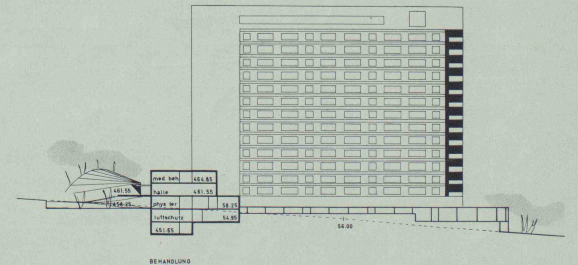 med beh 464.85
461.55 halle 461.55
458.25 phys ter 58.25
luftschutz 54.95
451.65
56.00
BEHANDLUNG